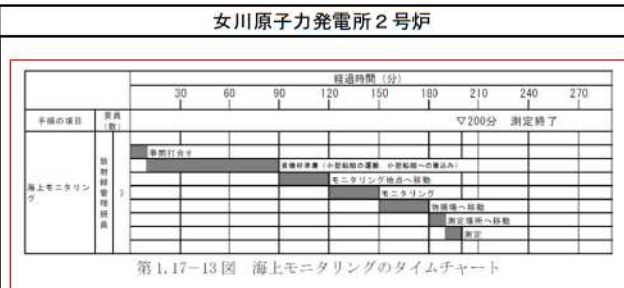 女川原子力発電所2号炉
経過時間（分）
30 60 90 120 150 180 210 240 270
手順の項目 要員（数） ▽200分 測定終了
海上モニタリング 放射線管理班員 3
事前打合せ
資機材準備（小型船舶の運搬、小型船舶への積込み）
モニタリング地点へ移動
モニタリング
物揚場へ移動
測定場所へ移動
測定
第1.17－13図 海上モニタリングのタイムチャート